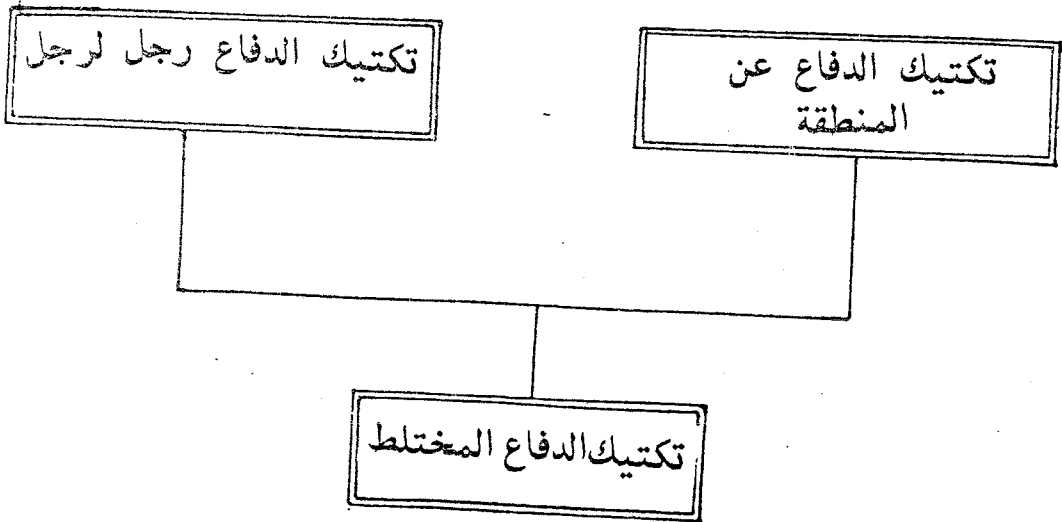 تكتيك الدفاع عن
المنطقة
تكتيك الدفاع رجل لرجل
تكتيك الدفاع المختلط